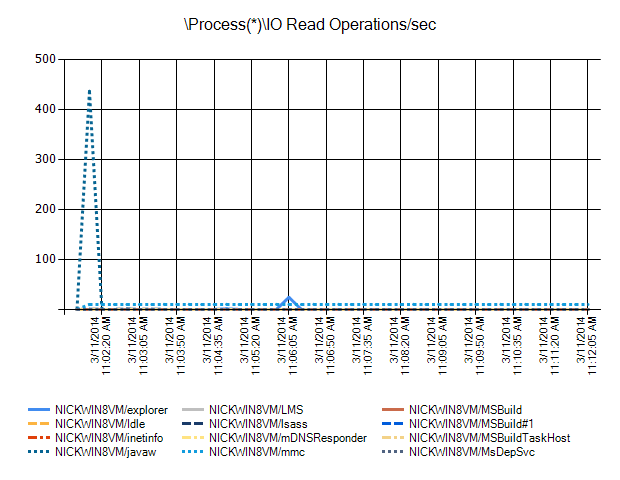 \Process(*)\IO Read Operations/sec
500
400
300
200
100
3/11/2014 11:02:20 AM
3/11/2014 11:03:05 AM
3/11/2014 11:03:50 AM
3/11/2014 11:04:35 AM
3/11/2014 11:05:20 AM
3/11/2014 11:06:05 AM
3/11/2014 11:06:50 AM
3/11/2014 11:07:35 AM
3/11/2014 11:08:20 AM
3/11/2014 11:09:05 AM
3/11/2014 11:09:50 AM
3/11/2014 11:10:35 AM
3/11/2014 11:11:20 AM
3/11/2014 11:12:05 AM
NICKWIN8VM/explorer NICKWIN8VM/LMS NICKWIN8VM/MSBuild
NICKWIN8VM/Idle NICKWIN8VM/lsass NICKWIN8VM/MSBuild#1
NICKWIN8VM/inetinfo NICKWIN8VM/mDNSResponder NICKWIN8VM/MSBuildTaskHost
NICKWIN8VM/javaw NICKWIN8VM/mmc NICKWIN8VM/MsDepSvc